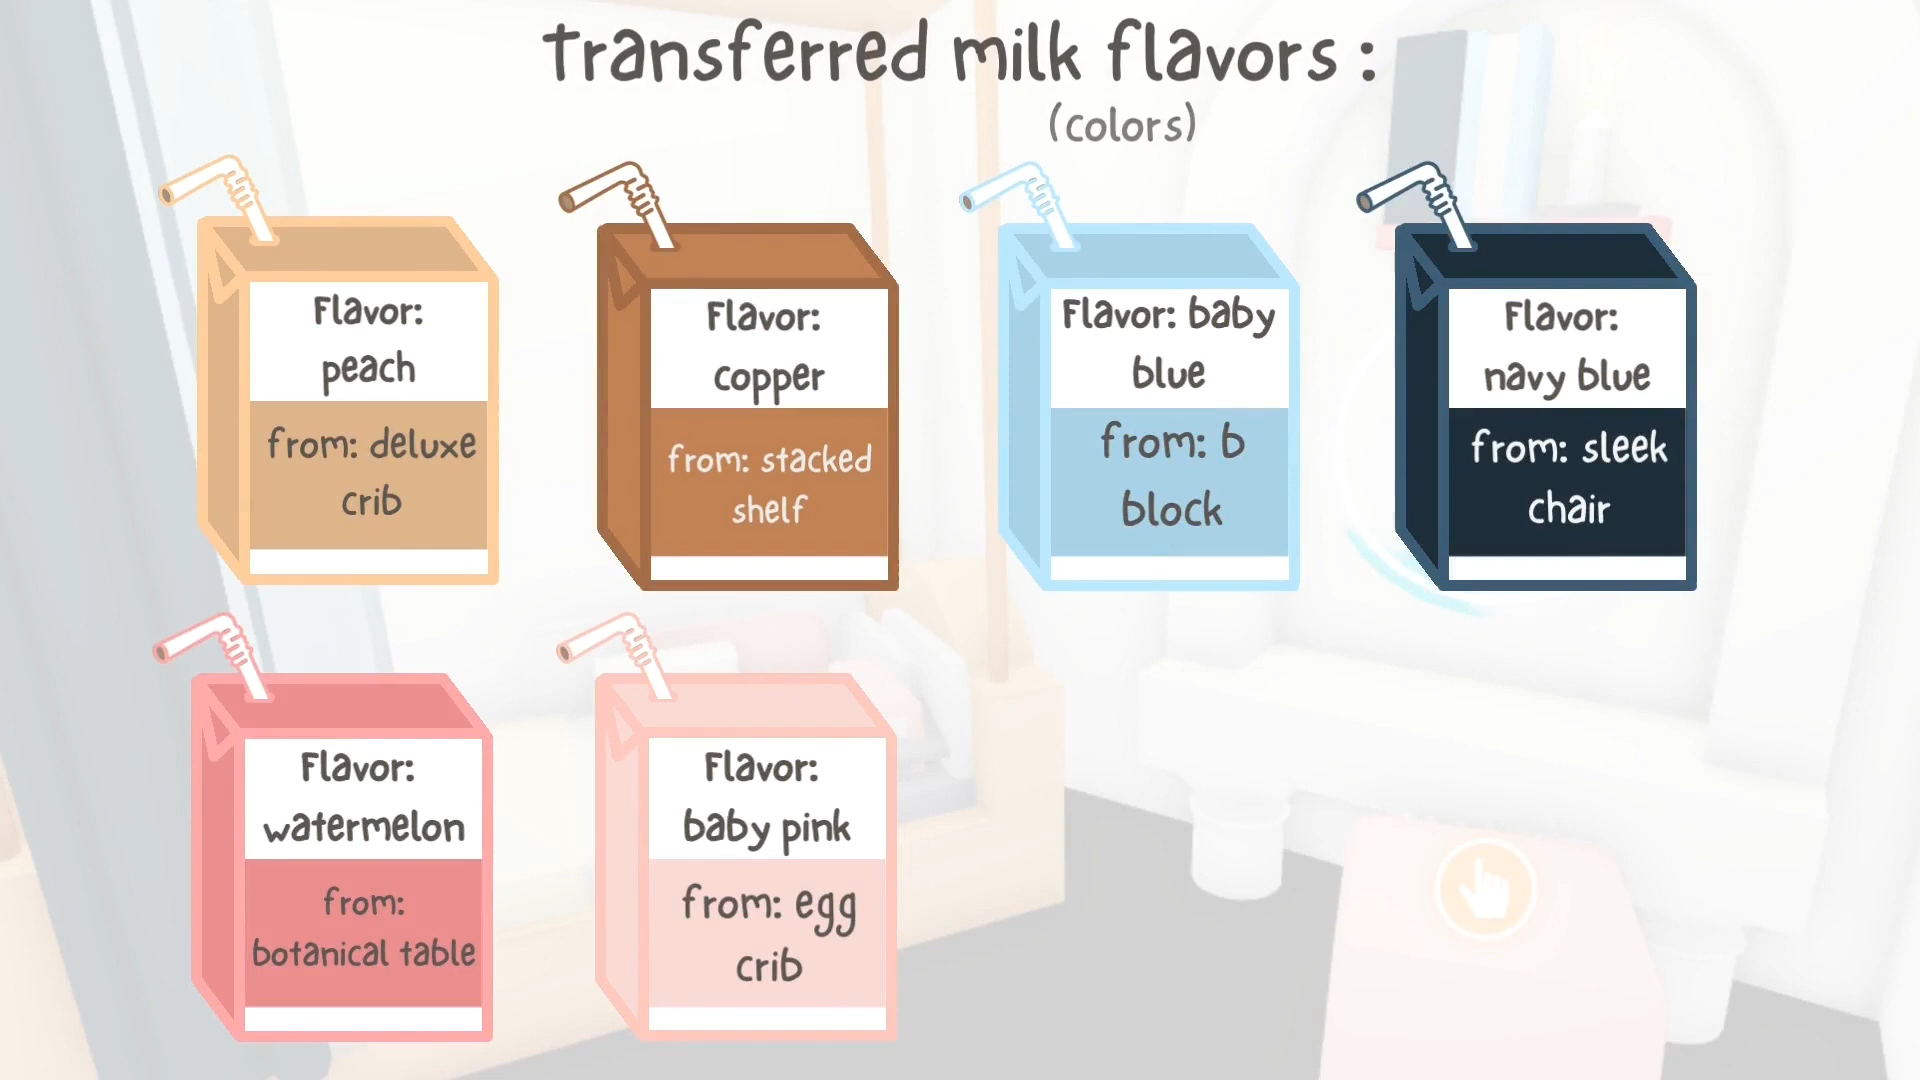 Transferred milk flavors :
(colors)
Flavor:
peach
from: deluxe
crib
Flavor:
copper
from: stacked
shelf
Flavor: baby
blue
from: b
block
Flavor:
navy blue
from: sleek
chair
Flavor:
watermelon
from:
botanical table
Flavor:
baby pink
from: egg
crib